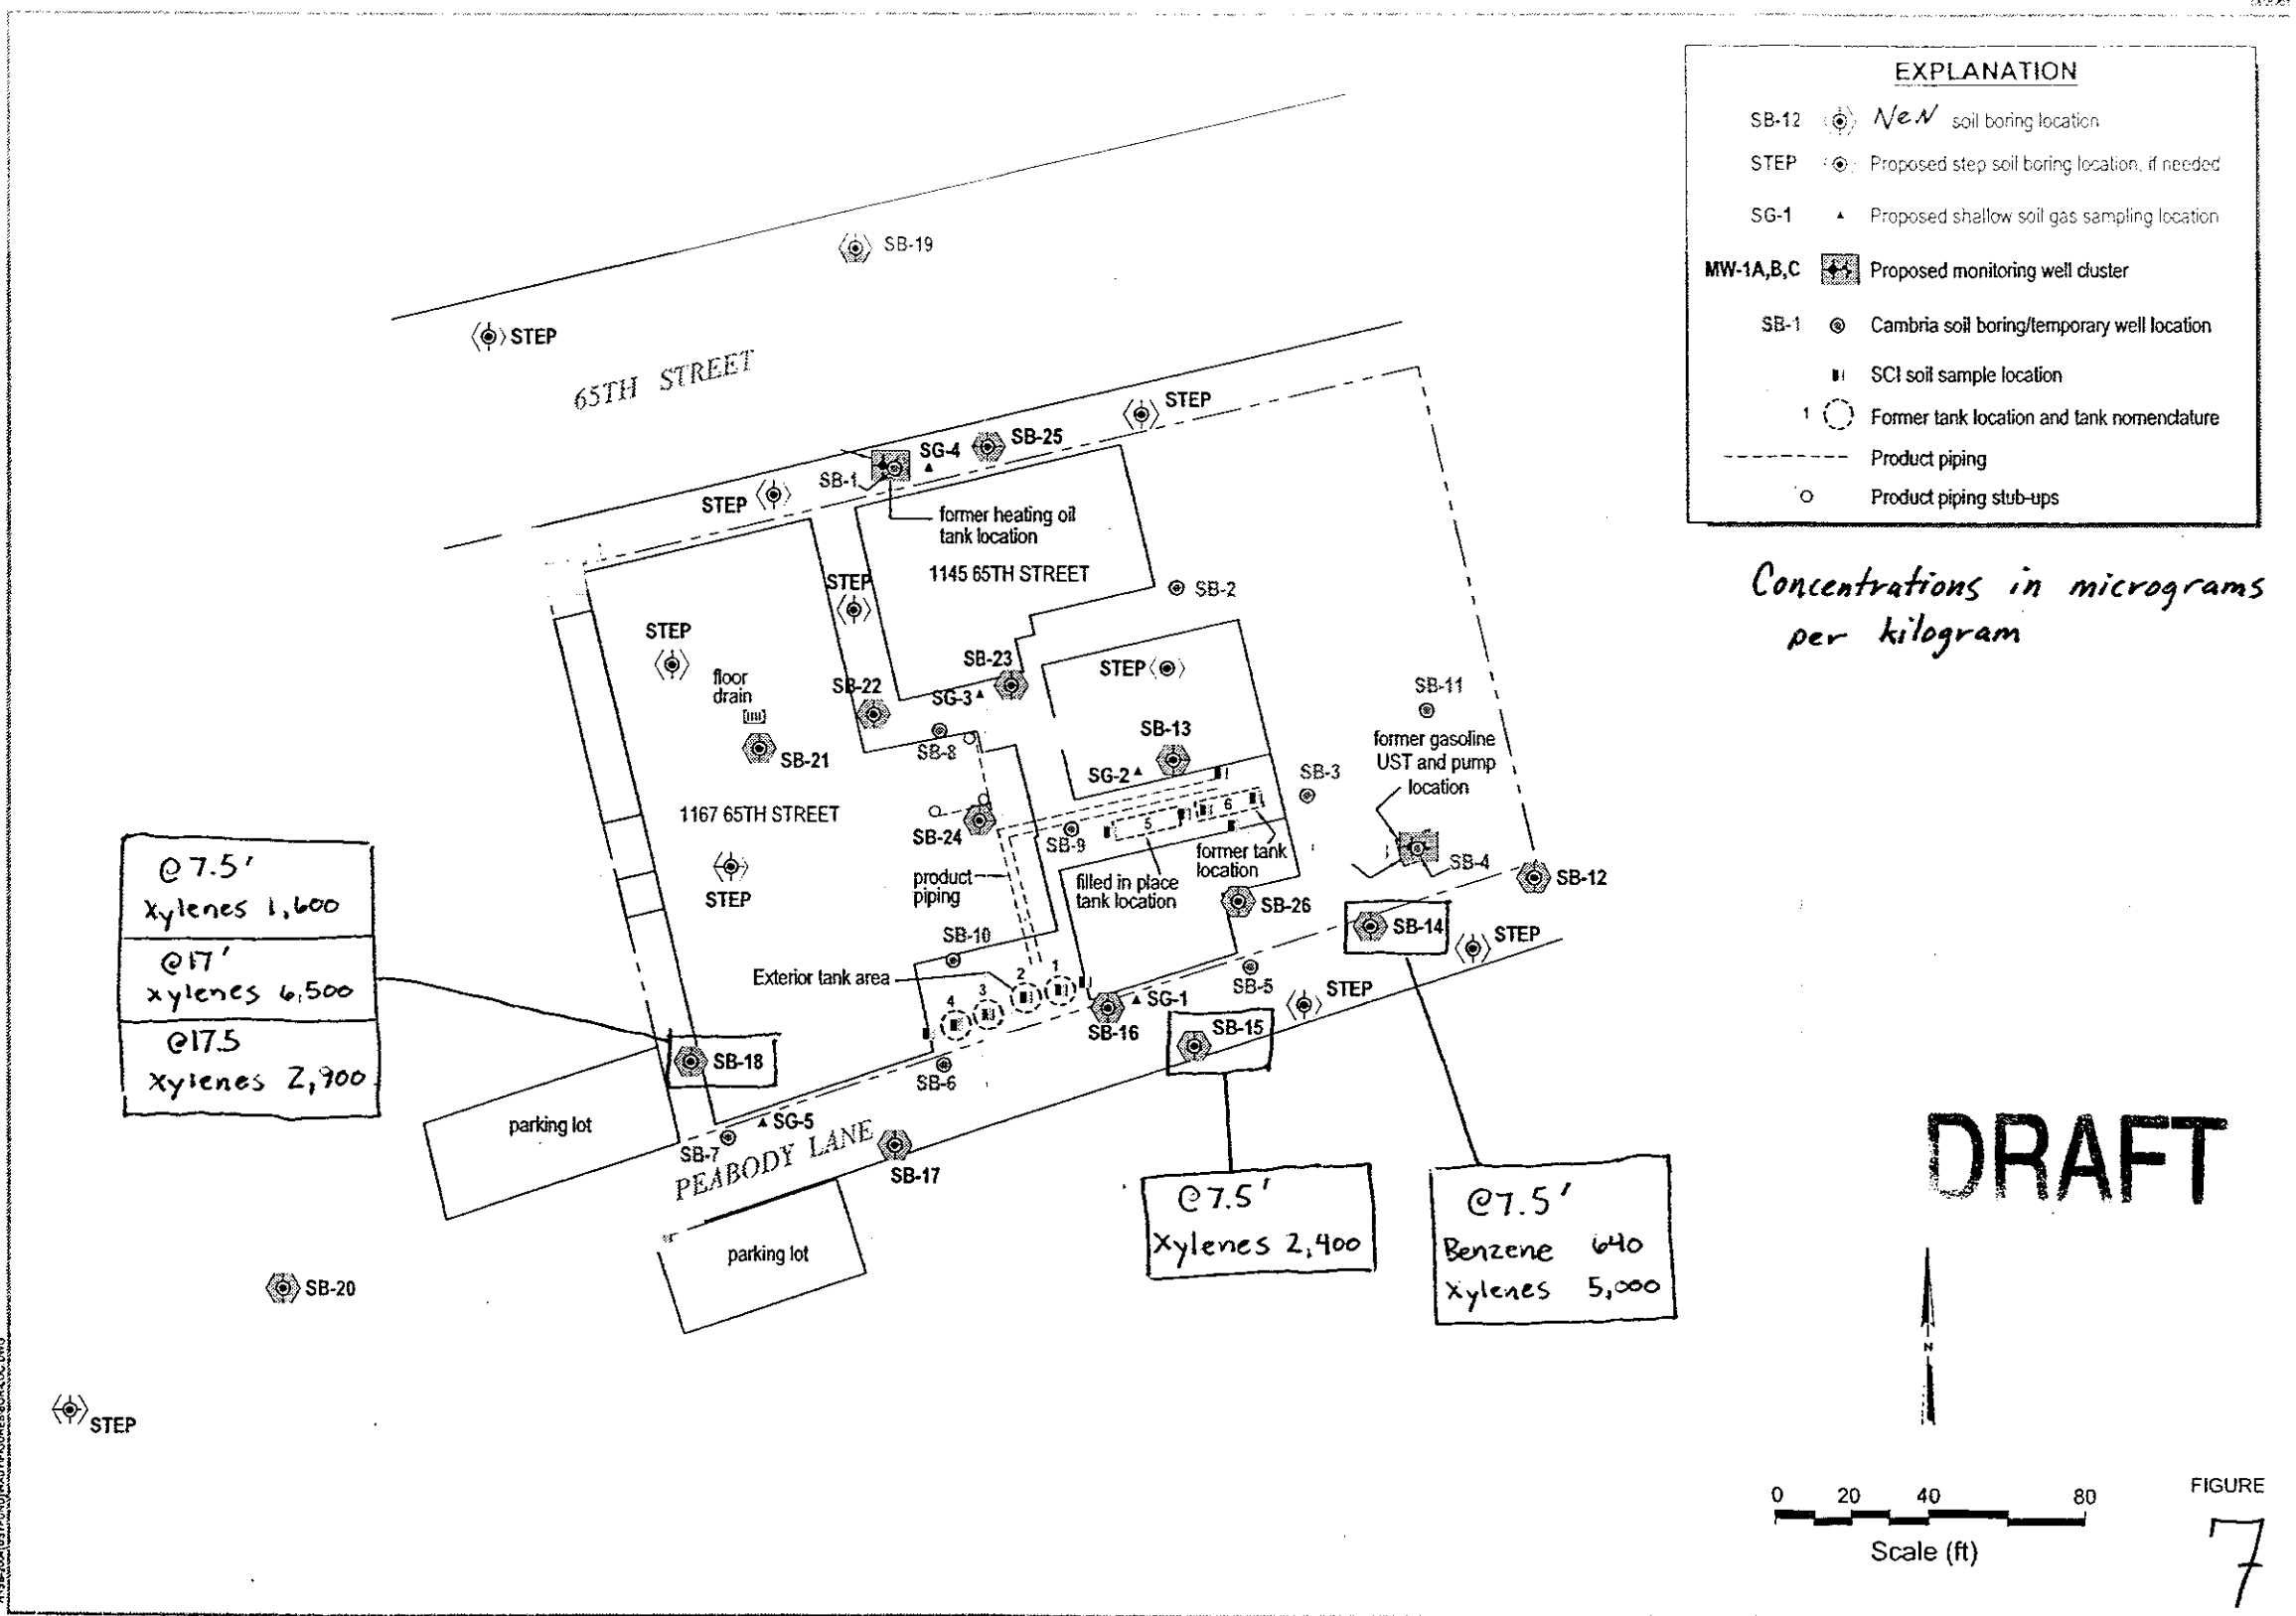 EXPLANATION
SB-12 New soil boring location
STEP Proposed step soil boring location, if needed
SG-1 Proposed shallow soil gas sampling location
MW-1A,B,C Proposed monitoring well cluster
SB-1 Cambria soil boring/temporary well location
SCI soil sample location
1 Former tank location and tank nomenclature
Product piping
Product piping stub-ups
Concentrations in micrograms
per kilogram
SB-19
STEP
65TH STREET
STEP
SB-25
SG-4
SB-1
STEP
former heating oil
tank location
1145 65TH STREET
STEP
SB-2
STEP
SB-23
STEP
floor
drain
SB-22
SG-3
SB-11
SB-13
SB-8
SB-21
former gasoline
UST and pump
location
SG-2
SB-3
1167 65TH STREET
6
5
SB-24
SB-9
former tank
location
SB-4
product
piping
filled in place
tank location
SB-12
STEP
SB-26
SB-14
STEP
SB-10
Exterior tank area
1
2
3
4
SB-5
STEP
SG-1
SB-16
SB-15
SB-18
SB-6
SG-5
SB-7
PEABODY LANE
SB-17
parking lot
parking lot
SB-20
STEP
@7.5'
Xylenes 1,600
@17'
xylenes 6,500
@17.5
Xylenes 2,900
@7.5'
Xylenes 2,400
@7.5'
Benzene 640
Xylenes 5,000
DRAFT
N
0 20 40 80
Scale (ft)
FIGURE
7